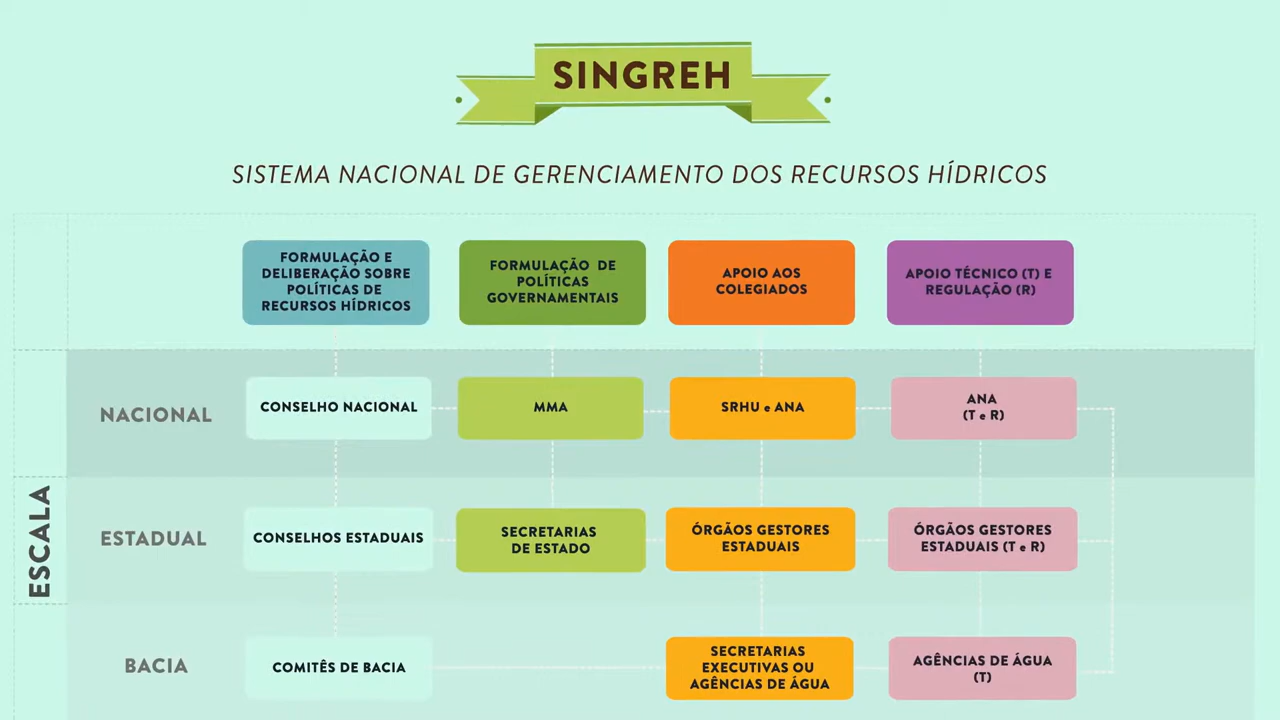 SINGREH
SISTEMA NACIONAL DE GERENCIAMENTO DOS RECURSOS HÍDRICOS
FORMULAÇÃO E
DELIBERAÇÃO SOBRE
POLÍTICAS DE
RECURSOS HÍDRICOS
FORMULAÇÃO DE
POLÍTICAS
GOVERNAMENTAIS
APOIO AOS
COLEGIADOS
APOIO TÉCNICO (T) E
REGULAÇÃO (R)
ESCALA
NACIONAL
CONSELHO NACIONAL
MMA
SRHU e ANA
ANA
(T e R)
ESTADUAL
CONSELHOS ESTADUAIS
SECRETARIAS
DE ESTADO
ÓRGÃOS GESTORES
ESTADUAIS
ÓRGÃOS GESTORES
ESTADUAIS (T e R)
BACIA
COMITÊS DE BACIA
SECRETARIAS
EXECUTIVAS OU
AGÊNCIAS DE ÁGUA
AGÊNCIAS DE ÁGUA
(T)